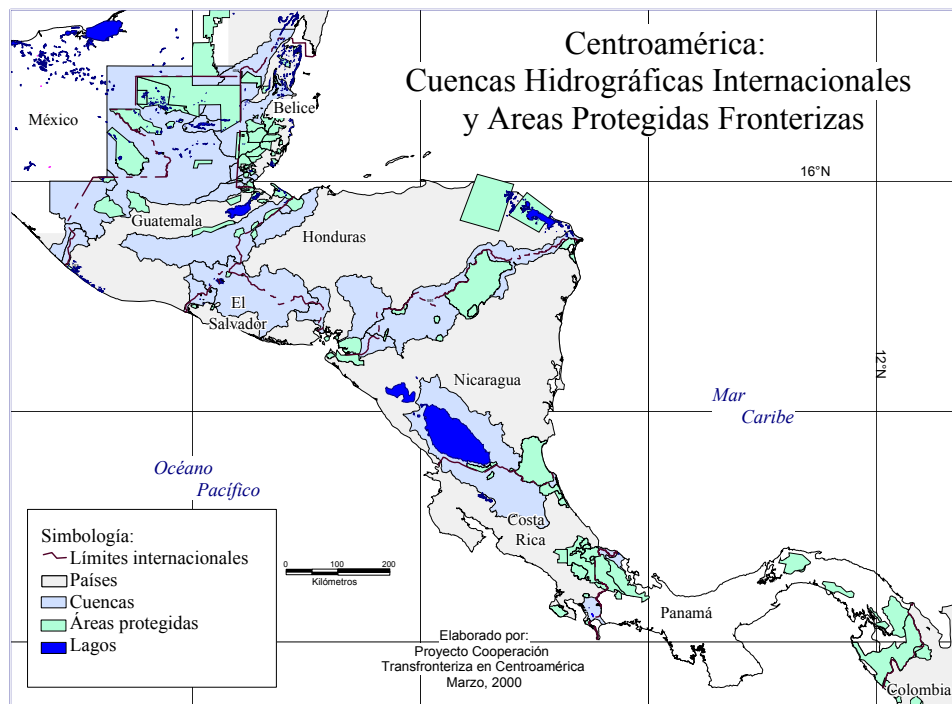 Centroamérica:
Cuencas Hidrográficas Internacionales
y Areas Protegidas Fronterizas
México
Belice
16°N
Guatemala
Honduras
El
Salvador
Nicaragua
12°N
Mar
Caribe
Océano
Pacífico
Costa
Rica
Panamá
Colombia
Simbología:
Límites internacionales
Países
Cuencas
Áreas protegidas
Lagos
0 100 200
Kilómetros
Elaborado por:
Proyecto Cooperación
Transfronteriza en Centroamérica
Marzo, 2000